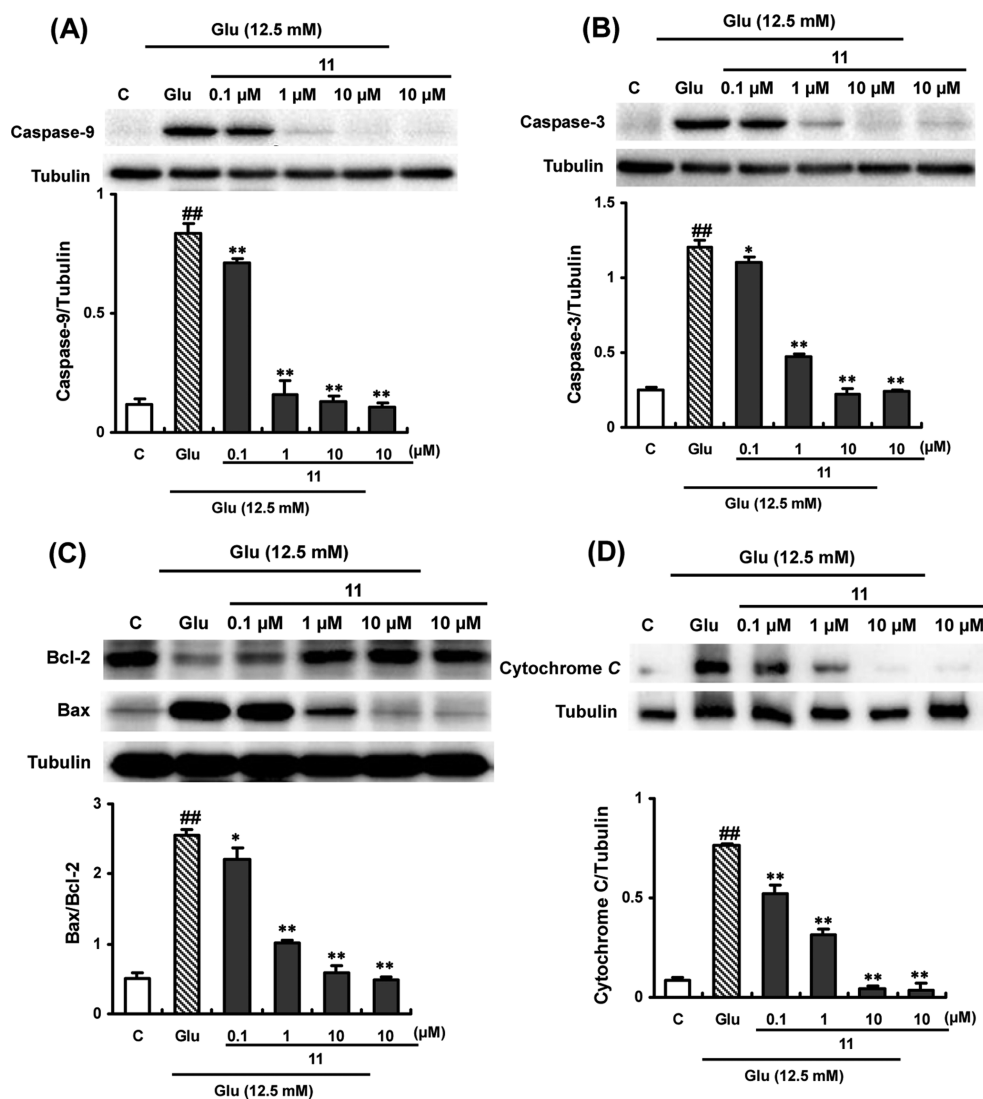 (A)
Glu (12.5 mM)
11
C Glu 0.1 μM 1 μM 10 μM 10 μM
Caspase-9
Tubulin
1
##
**
0.5
** ** **
0
Caspase-9/Tubulin
C Glu 0.1 1 10 10 (μM)
11
Glu (12.5 mM)
(B)
Glu (12.5 mM)
11
C Glu 0.1 μM 1 μM 10 μM 10 μM
Caspase-3
Tubulin
1.5
##
*
1
**
0.5
** **
0
Caspase-3/Tubulin
C Glu 0.1 1 10 10 (μM)
11
Glu (12.5 mM)
(C)
Glu (12.5 mM)
11
C Glu 0.1 μM 1 μM 10 μM 10 μM
Bcl-2
Bax
Tubulin
3
##
*
2
**
1
** **
0
Bax/Bcl-2
C Glu 0.1 1 10 10 (μM)
11
Glu (12.5 mM)
(D)
Glu (12.5 mM)
11
C Glu 0.1 μM 1 μM 10 μM 10 μM
Cytochrome C
Tubulin
1
##
**
0.5
**
** **
0
Cytochrome C/Tubulin
C Glu 0.1 1 10 10 (μM)
11
Glu (12.5 mM)